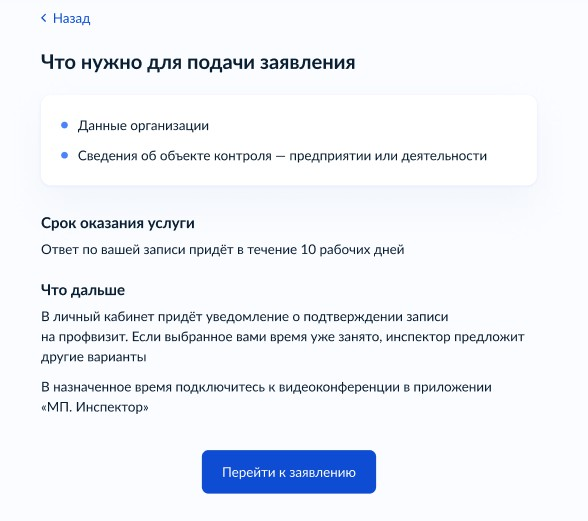 Назад
Что нужно для подачи заявления
Данные организации
Сведения об объекте контроля — предприятии или деятельности
Срок оказания услуги
Ответ по вашей записи придёт в течение 10 рабочих дней
Что дальше
В личный кабинет придёт уведомление о подтверждении записи
на профвизит. Если выбранное вами время уже занято, инспектор предложит
другие варианты
В назначенное время подключитесь к видеоконференции в приложении
«МП. Инспектор»
Перейти к заявлению